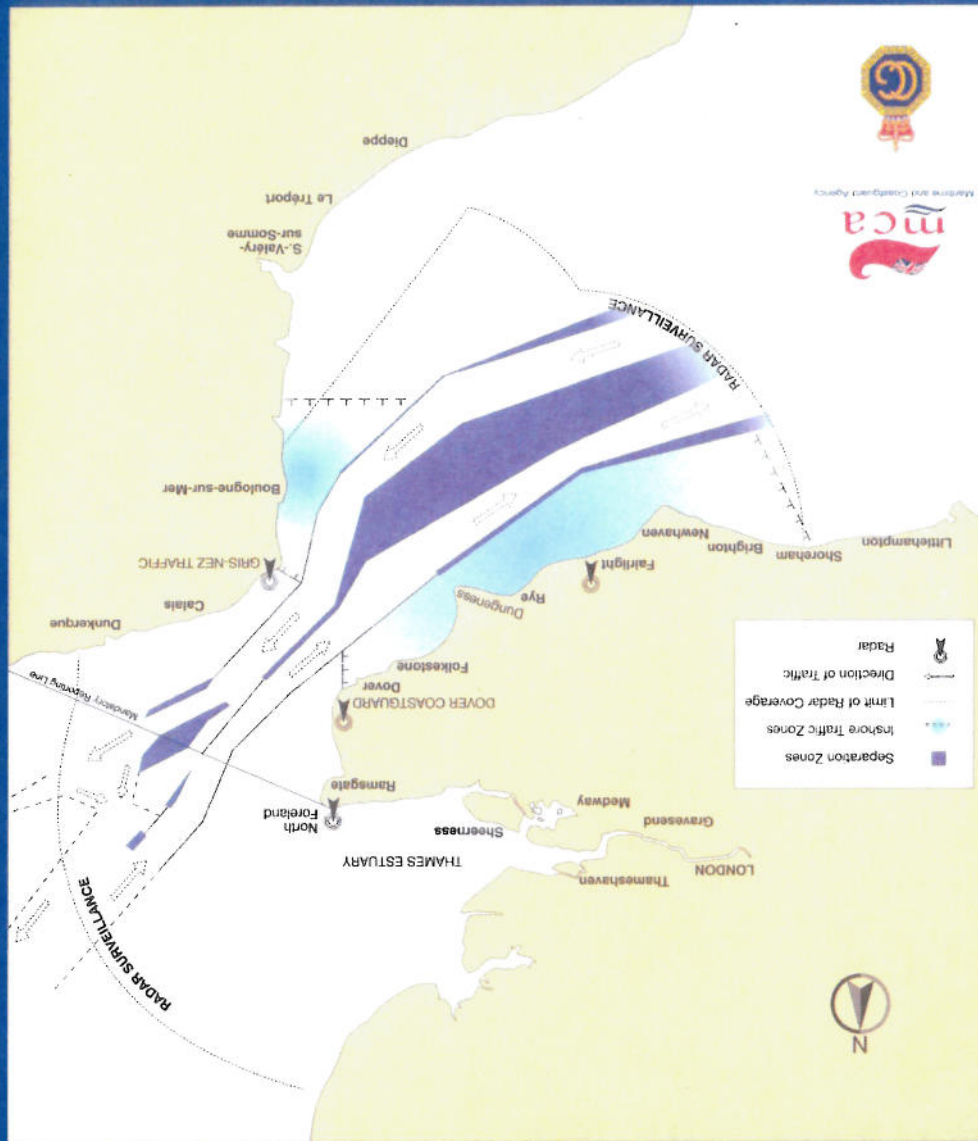 N
RADAR SURVEILLANCE
Thameshaven
LONDON
THAMES ESTUARY
Sheerness
North
Foreland
Gravesend
Medway
Ramsgate
Separation Zones
Inshore Traffic Zones
Limit of Radar Coverage
Direction of Traffic
Radar
DOVER COASTGUARD
Dover
Folkestone
Mandatory Reporting Line
Dunkerque
Calais
GRIS-NEZ TRAFFIC
Dungeness
Rye
Fairlight
Littlehampton
Shoreham
Brighton
Newhaven
Boulogne-sur-Mer
RADAR SURVEILLANCE
mca
Maritime and Coastguard Agency
S.-Valéry-
sur-Somme
Le Tréport
Dieppe
CG